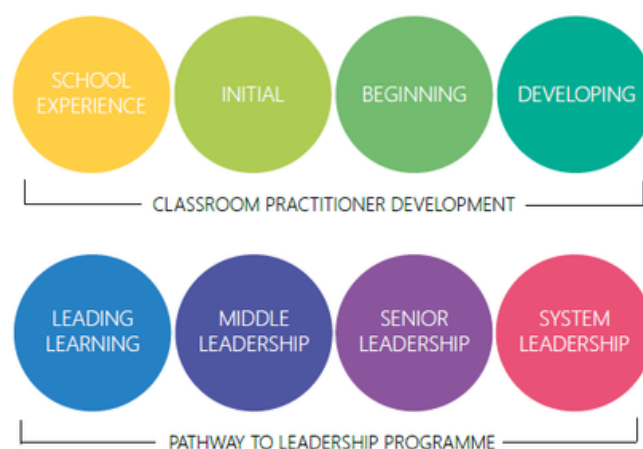 SCHOOL
EXPERIENCE
INITIAL
BEGINNING
DEVELOPING
CLASSROOM PRACTITIONER DEVELOPMENT
LEADING
LEARNING
MIDDLE
LEADERSHIP
SENIOR
LEADERSHIP
SYSTEM
LEADERSHIP
PATHWAY TO LEADERSHIP PROGRAMME